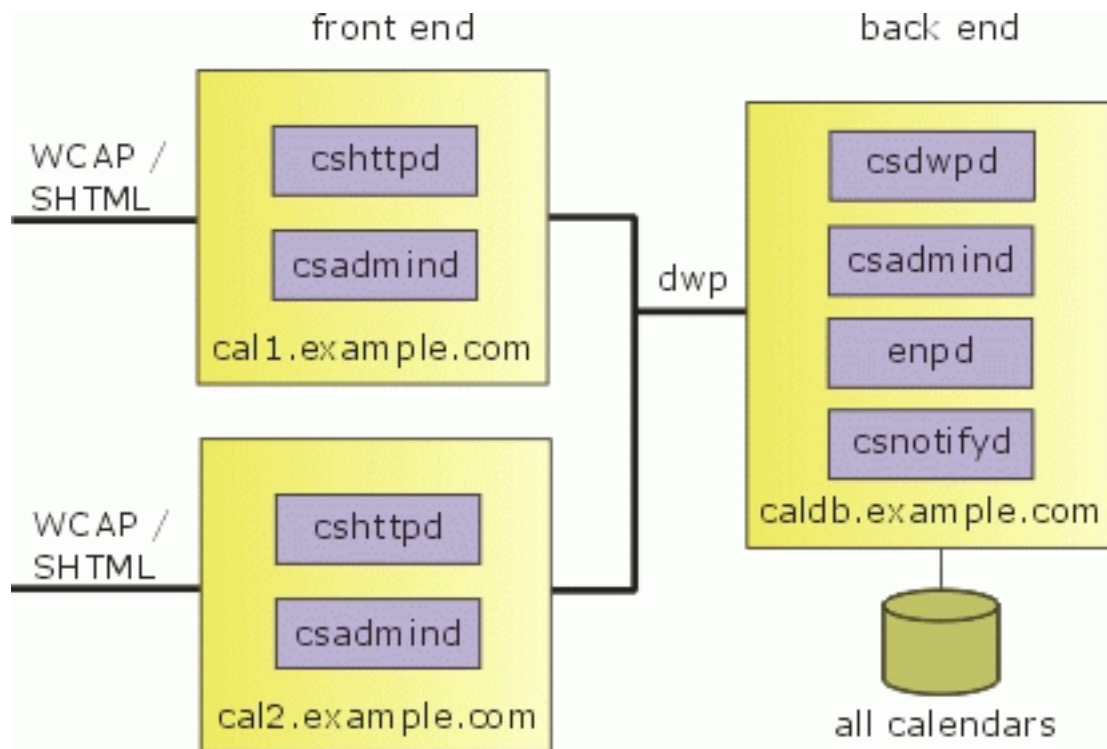 front end
back end
WCAP /
SHTML
cshttpd
csadmind
cal1.example.com
dwp
csdwpd
csadmind
enpd
csnotifyd
caldb.example.com
WCAP /
SHTML
cshttpd
csadmind
cal2.example.com
all calendars